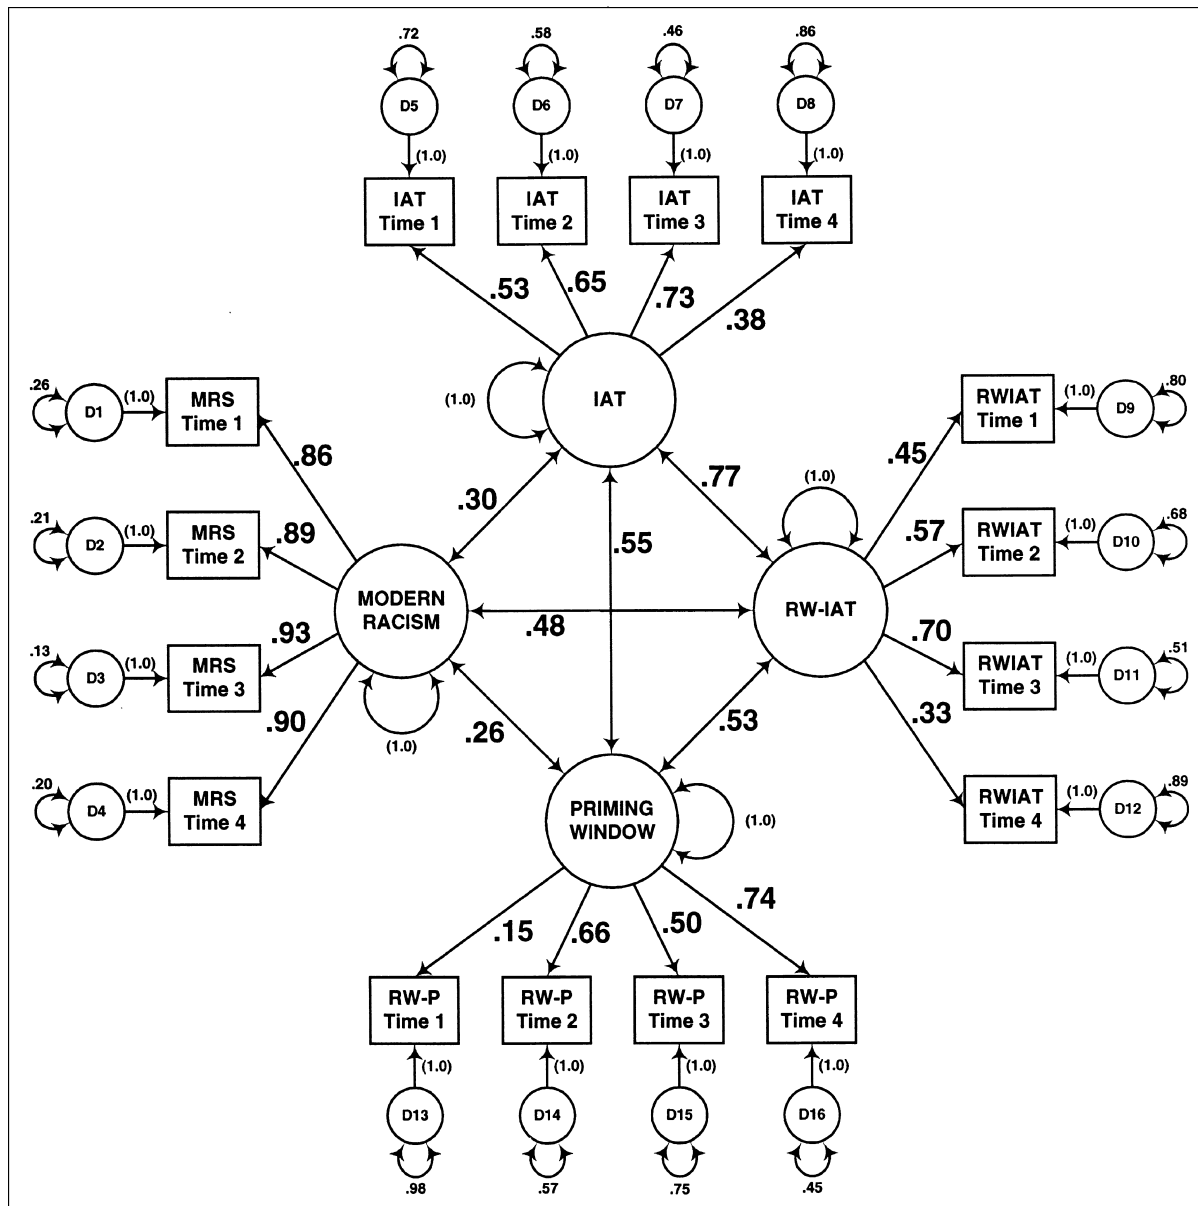 .72
.58
.46
.86
D5
D6
D7
D8
(1.0)
(1.0)
(1.0)
(1.0)
IAT
Time 1
IAT
Time 2
IAT
Time 3
IAT
Time 4
.53
.65
.73
.38
IAT
(1.0)
.26
D1
(1.0)
MRS
Time 1
.86
.21
D2
(1.0)
MRS
Time 2
.89
.13
D3
(1.0)
MRS
Time 3
.93
.20
D4
(1.0)
MRS
Time 4
.90
MODERN
RACISM
(1.0)
.30
.77
.55
.48
.26
.53
(1.0)
RW-IAT
.45
RWIAT
Time 1
(1.0)
D9
.80
.57
RWIAT
Time 2
(1.0)
D10
.68
.70
RWIAT
Time 3
(1.0)
D11
.51
.33
RWIAT
Time 4
(1.0)
D12
.89
PRIMING
WINDOW
(1.0)
.15
.66
.50
.74
RW-P
Time 1
RW-P
Time 2
RW-P
Time 3
RW-P
Time 4
(1.0)
(1.0)
(1.0)
(1.0)
D13
D14
D15
D16
.98
.57
.75
.45